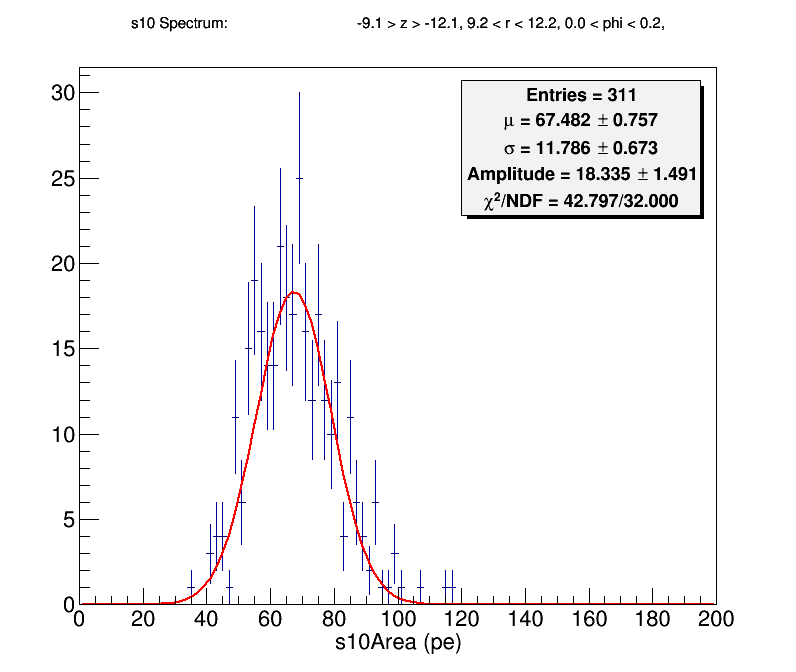 s10 Spectrum: -9.1 > z > -12.1, 9.2 < r < 12.2, 0.0 < phi < 0.2,
Entries = 311
μ = 67.482 ± 0.757
σ = 11.786 ± 0.673
Amplitude = 18.335 ± 1.491
χ²/NDF = 42.797/32.000
30
25
20
15
10
5
0
0 20 40 60 80 100 120 140 160 180 200
s10Area (pe)